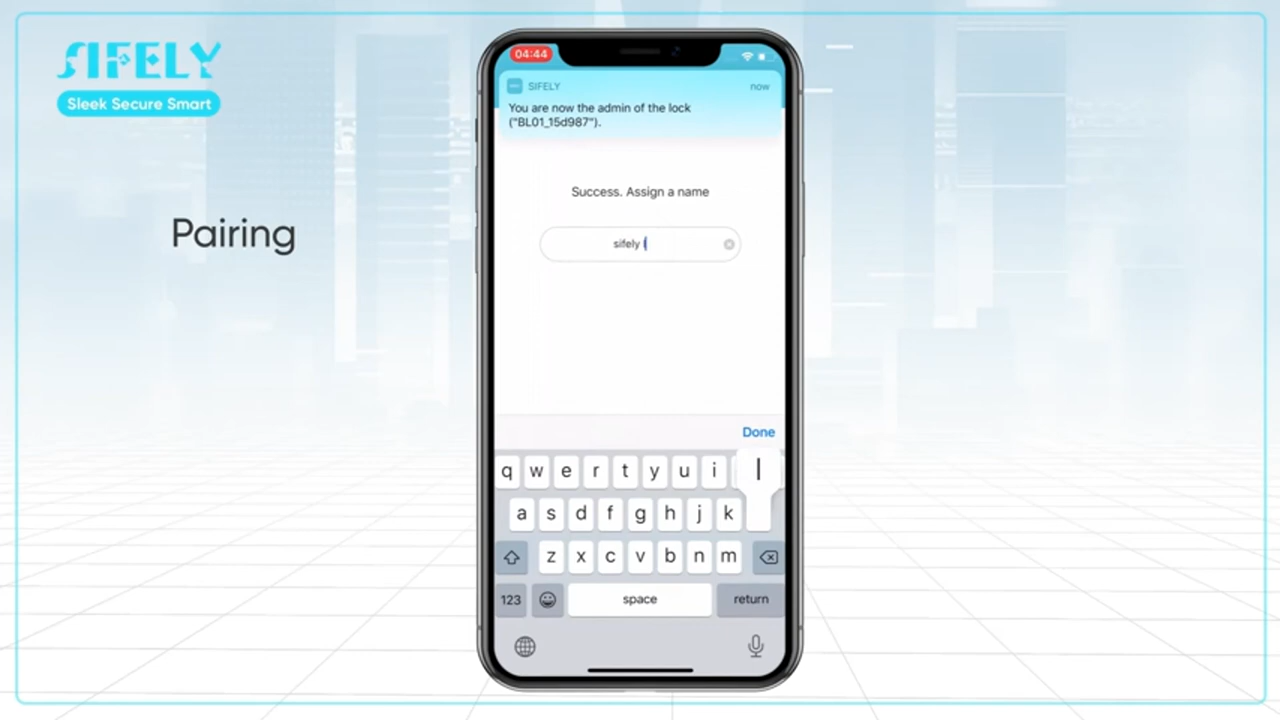 SIFELY
Sleek Secure Smart
Pairing
04:44
SIFELY
now
You are now the admin of the lock
("BL01_15d987").
Success. Assign a name
sifely l
Done
q w e r t y u i l
a s d f g h j k
z x c v b n m
123 space return